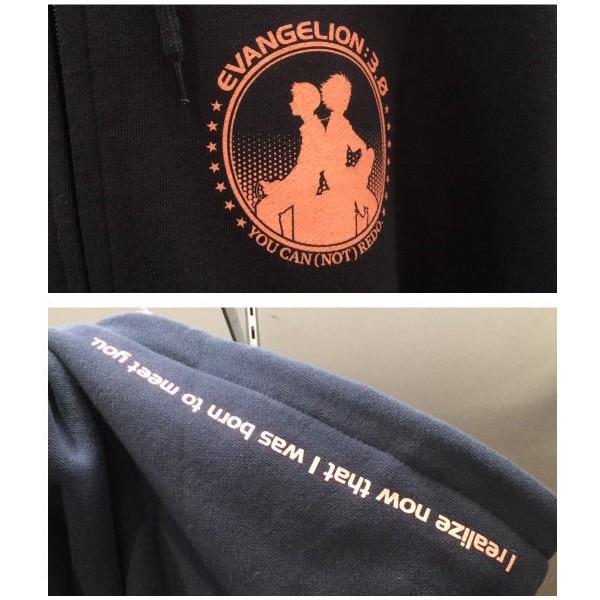 EVANGELION:3.0
YOU CAN (NOT) REDO.
I realize now that I was born to meet you.